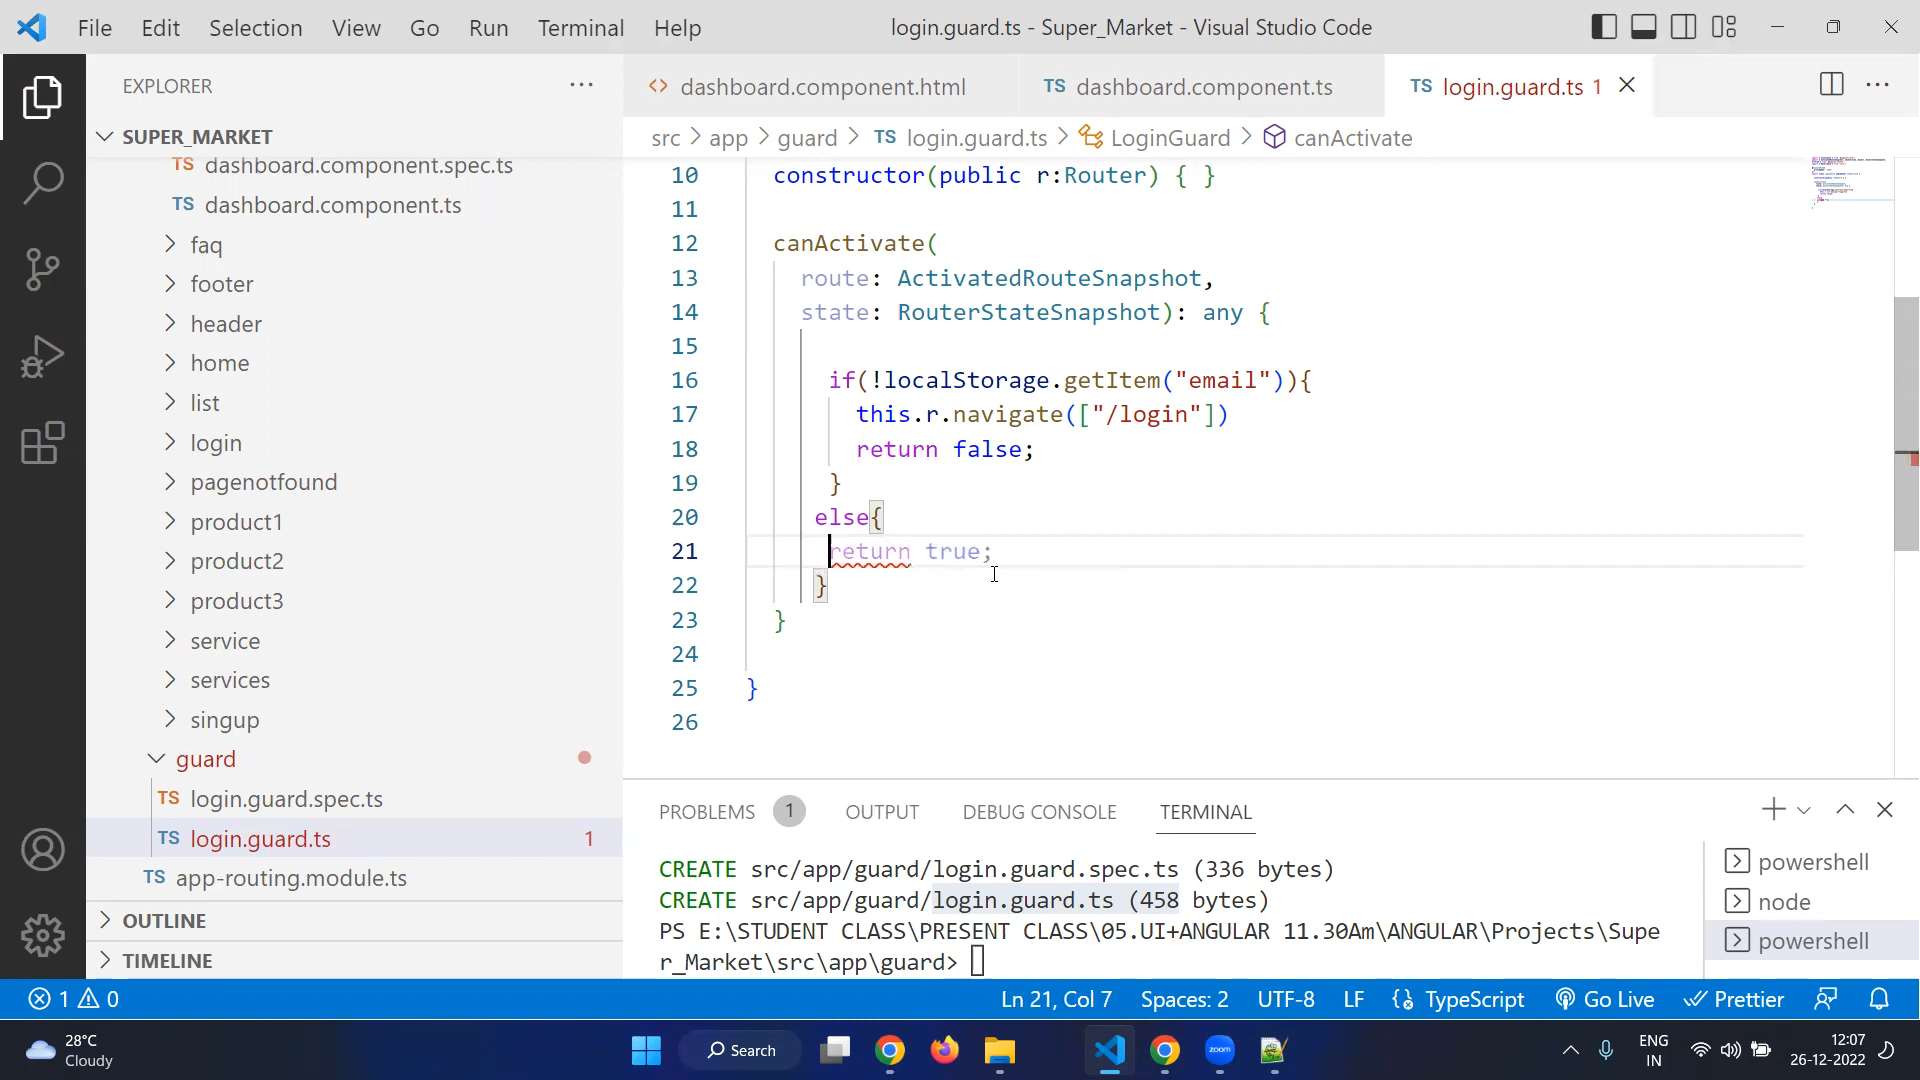 File Edit Selection View Go Run Terminal Help
login.guard.ts - Super_Market - Visual Studio Code
EXPLORER
SUPER_MARKET
TS dashboard.component.spec.ts
TS dashboard.component.ts
faq
footer
header
home
list
login
pagenotfound
product1
product2
product3
service
services
singup
guard
TS login.guard.spec.ts
TS login.guard.ts 1
TS app-routing.module.ts
OUTLINE
TIMELINE
<> dashboard.component.html TS dashboard.component.ts TS login.guard.ts 1
src > app > guard > TS login.guard.ts > LoginGuard > canActivate
10 constructor(public r:Router) { }
11
12 canActivate(
13 route: ActivatedRouteSnapshot,
14 state: RouterStateSnapshot): any {
15
16 if(!localStorage.getItem("email")){
17 this.r.navigate(["/login"])
18 return false;
19 }
20 else{
21 return true;
22 }
23 }
24
25 }
26
PROBLEMS 1 OUTPUT DEBUG CONSOLE TERMINAL
CREATE src/app/guard/login.guard.spec.ts (336 bytes)
CREATE src/app/guard/login.guard.ts (458 bytes)
PS E:\STUDENT CLASS\PRESENT CLASS\05.UI+ANGULAR 11.30Am\ANGULAR\Projects\Supe
r_Market\src\app\guard>
powershell
node
powershell
1 0
Ln 21, Col 7 Spaces: 2 UTF-8 LF TypeScript Go Live Prettier
28°C
Cloudy
Search
zoom
ENG
IN
12:07
26-12-2022